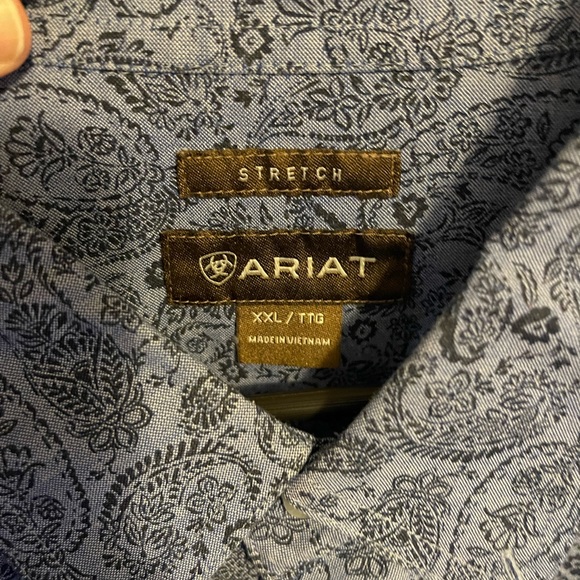 STRETCH
ARIAT
XXL / TTG
MADE IN VIETNAM